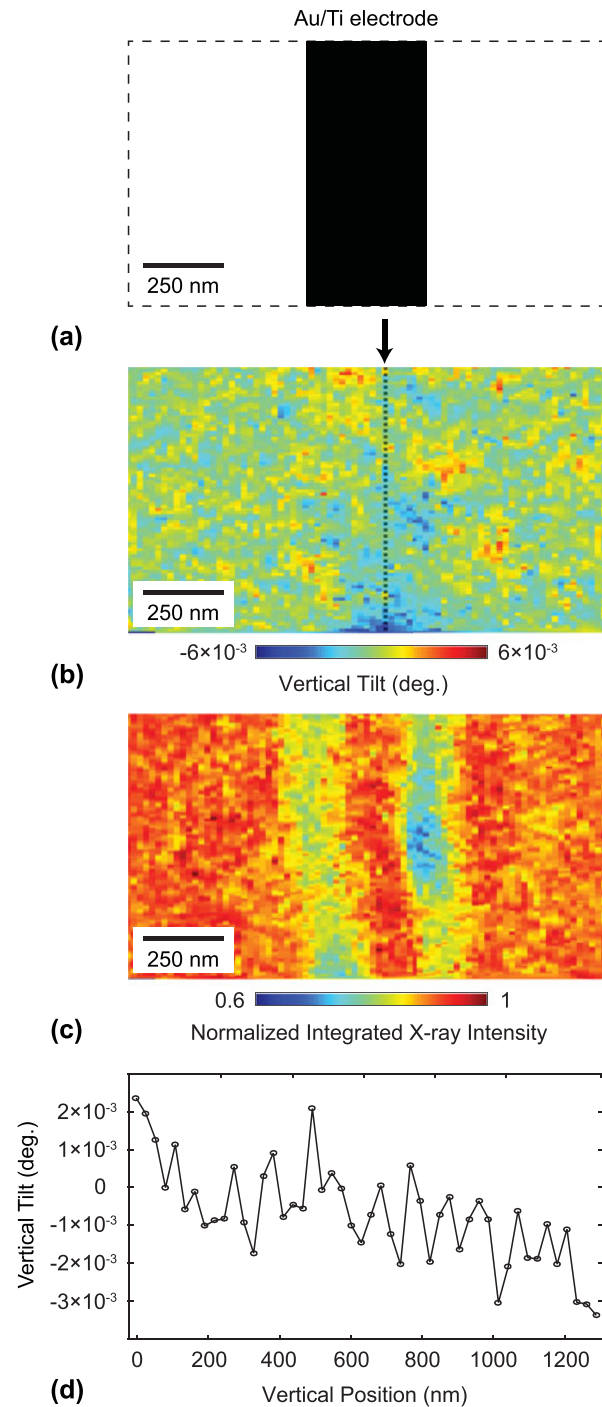 Au/Ti electrode
250 nm
(a)
250 nm
-6×10⁻³ 6×10⁻³
(b)
Vertical Tilt (deg.)
250 nm
0.6 1
(c)
Normalized Integrated X-ray Intensity
Vertical Tilt (deg.)
2×10⁻³
1×10⁻³
0
-1×10⁻³
-2×10⁻³
-3×10⁻³
0 200 400 600 800 1000 1200
(d)
Vertical Position (nm)